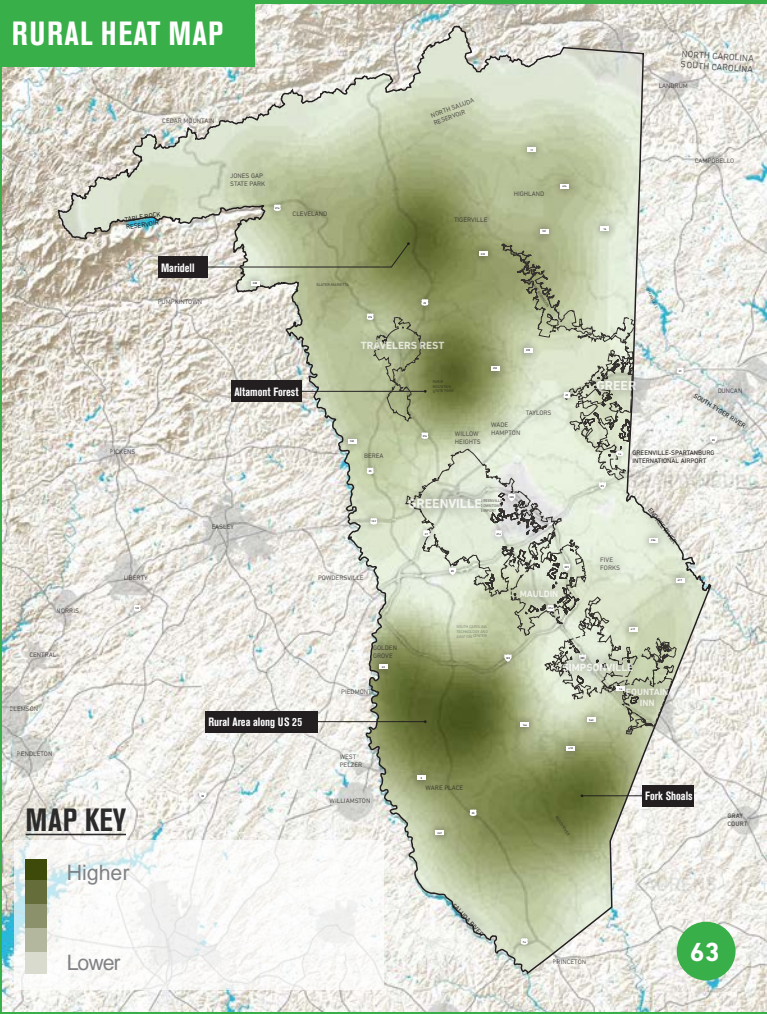 RURAL HEAT MAP
NORTH CAROLINA
SOUTH CAROLINA
LANDRUM
CEDAR MOUNTAIN
NORTH SALUDA
RESERVOIR
CAMPOBELLO
JONES GAP
STATE PARK
HIGHLAND
CLEVELAND
TABLE ROCK
RESERVOIR
TIGERVILLE
Maridell
PUMPKINTOWN
TRAVELERS REST
Altamont Forest
GREER
DUNCAN
SOUTH TYGER RIVER
TAYLORS
WADE
HAMPTON
WILLOW
HEIGHTS
PICKENS
BEREA
GREENVILLE-SPARTANBURG
INTERNATIONAL AIRPORT
GREENVILLE
EASLEY
FIVE
FORKS
LIBERTY
POWDERSVILLE
MAULDIN
NORRIS
CENTRAL
GOLDEN
GROVE
SIMPSONVILLE
PIEDMONT
FOUNTAIN
INN
CLEMSON
Rural Area along US 25
PENDLETON
WEST
PELZER
WARE PLACE
WILLIAMSTON
Fork Shoals
GRAY
COURT
MAP KEY
Higher
Lower
PRINCETON
63